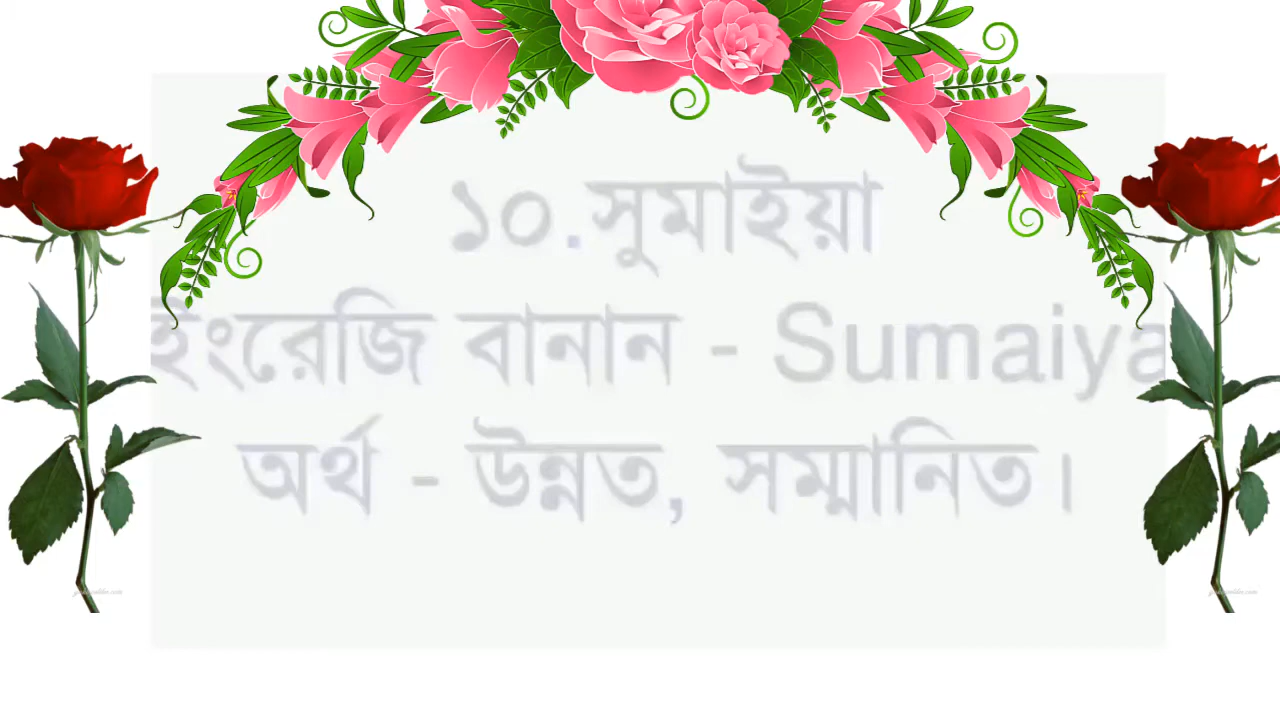 ১০.সুমাইয়া
ইংরেজি বানান - Sumaiya
অর্থ - উন্নত, সম্মানিত।